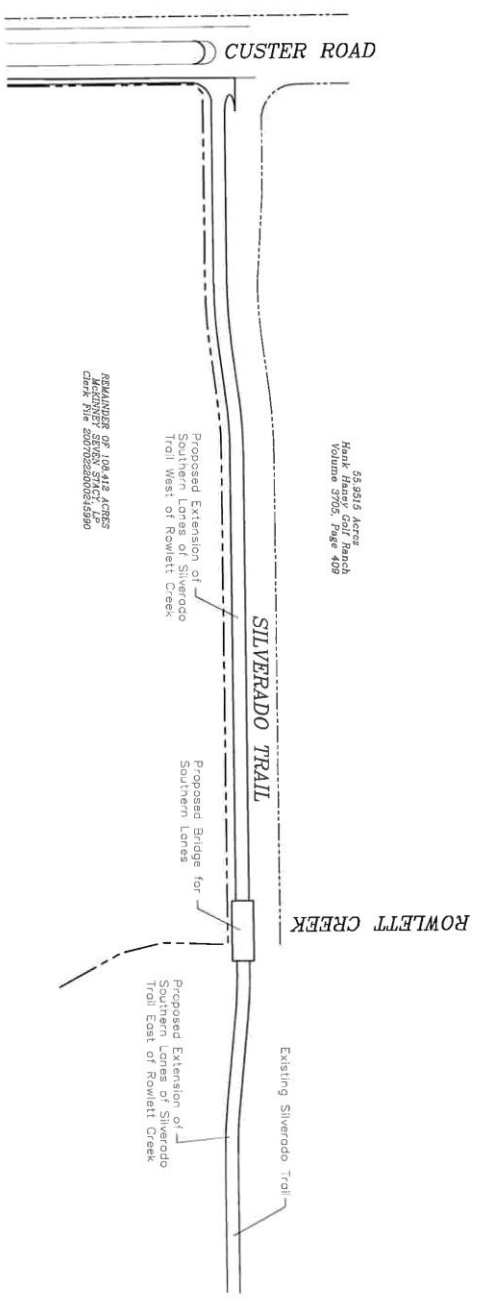 CUSTER ROAD
55.9515 Acres
Hank Haney Golf Ranch
Volume 3705, Page 409
REMAINDER OF 108.412 ACRES
McKINNEY SEVEN STACY, LP
Clerk File 20070222000245990
Proposed Extension of
Southern Lanes of Silverado
Trail West of Rowlett Creek
SILVERADO TRAIL
Proposed Bridge for
Southern Lanes
ROWLETT CREEK
Proposed Extension of
Southern Lanes of Silverado
Trail East of Rowlett Creek
Existing Silverado Trail